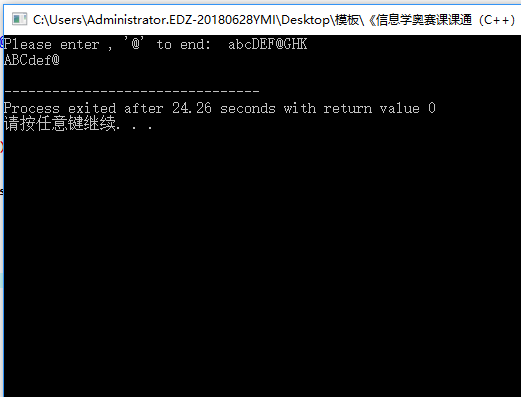 C:\Users\Administrator.EDZ-20180628YMI\Desktop\模板\《信息学奥赛课课通（C++）
Please enter , '@' to end:  abcDEF@GHK
ABCdef@
--------------------------------
Process exited after 24.26 seconds with return value 0
请按任意键继续. . .